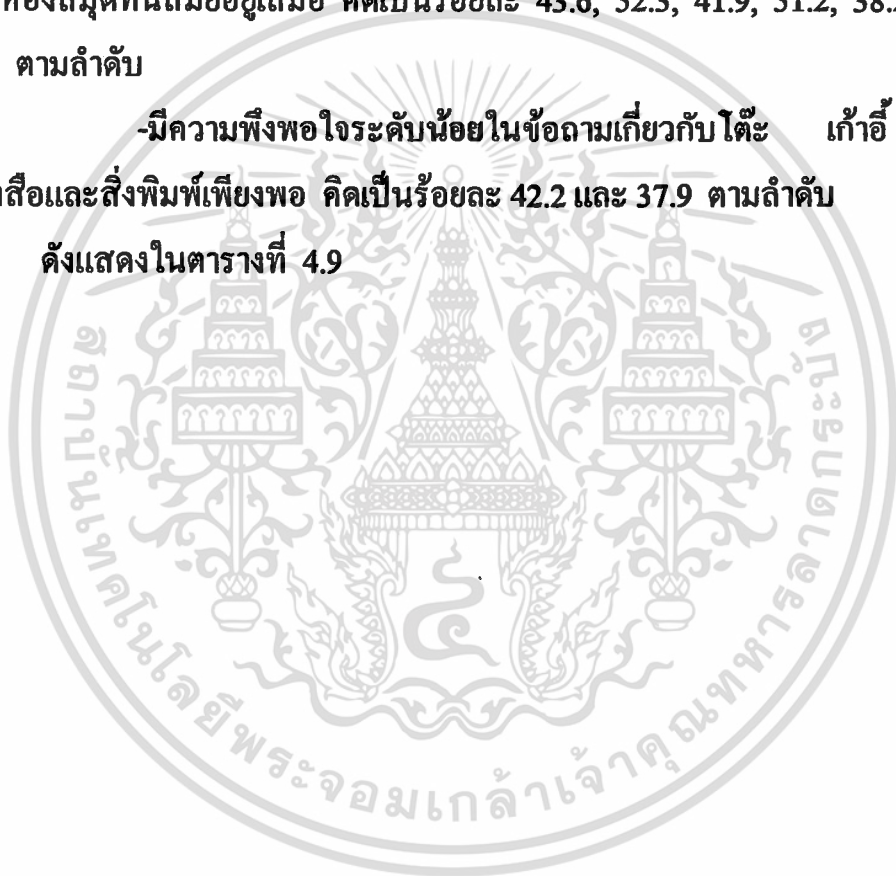 ห้องสมุดทันสมัยอยู่เสมอ คิดเป็นร้อยละ 43.6, 52.3, 41.9, 51.2, 38.
ตามลำดับ
-มีความพึงพอใจระดับน้อยในข้อถามเกี่ยวกับโต๊ะ เก้าอี้
สือและสิ่งพิมพ์เพียงพอ คิดเป็นร้อยละ 42.2 และ 37.9 ตามลำดับ
ดังแสดงในตารางที่ 4.9
สถาบันเทคโนโลยีพระจอมเกล้าเจ้าคุณทหารลาดกระบัง